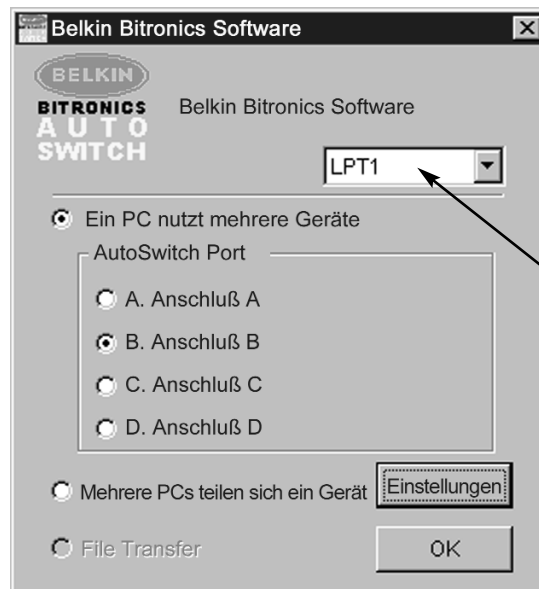 Belkin Bitronics Software
BELKIN
BITRONICS
AUTO
SWITCH
Belkin Bitronics Software
LPT1
Ein PC nutzt mehrere Geräte
AutoSwitch Port
A. Anschluß A
B. Anschluß B
C. Anschluß C
D. Anschluß D
Mehrere PCs teilen sich ein Gerät
Einstellungen
File Transfer
OK